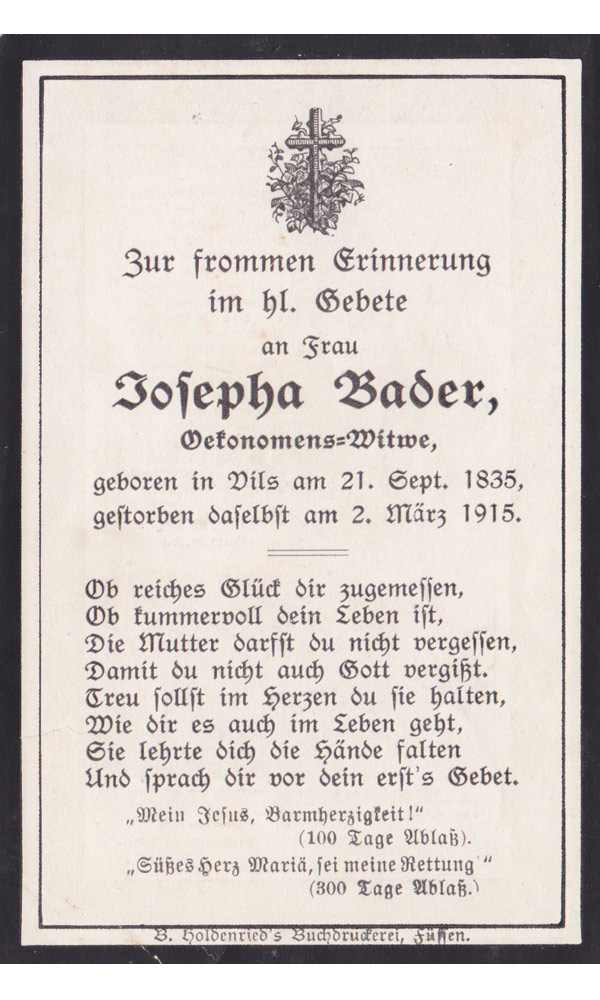 Zur frommen Erinnerung
im hl. Gebete
an Frau
Josepha Bader,
Oekonomens=Witwe,
geboren in Vils am 21. Sept. 1835,
gestorben daselbst am 2. März 1915.
Ob reiches Glück dir zugemessen,
Ob kummervoll dein Leben ist,
Die Mutter darfst du nicht vergessen,
Damit du nicht auch Gott vergißt.
Treu sollst im Herzen du sie halten,
Wie dir es auch im Leben geht,
Sie lehrte dich die Hände falten
Und sprach dir vor dein erst's Gebet.
„Mein Jesus, Barmherzigkeit!“
(100 Tage Ablaß).
„Süßes Herz Mariä, sei meine Rettung“
(300 Tage Ablaß.)
B. Holdenried's Buchdruckerei, Füssen.